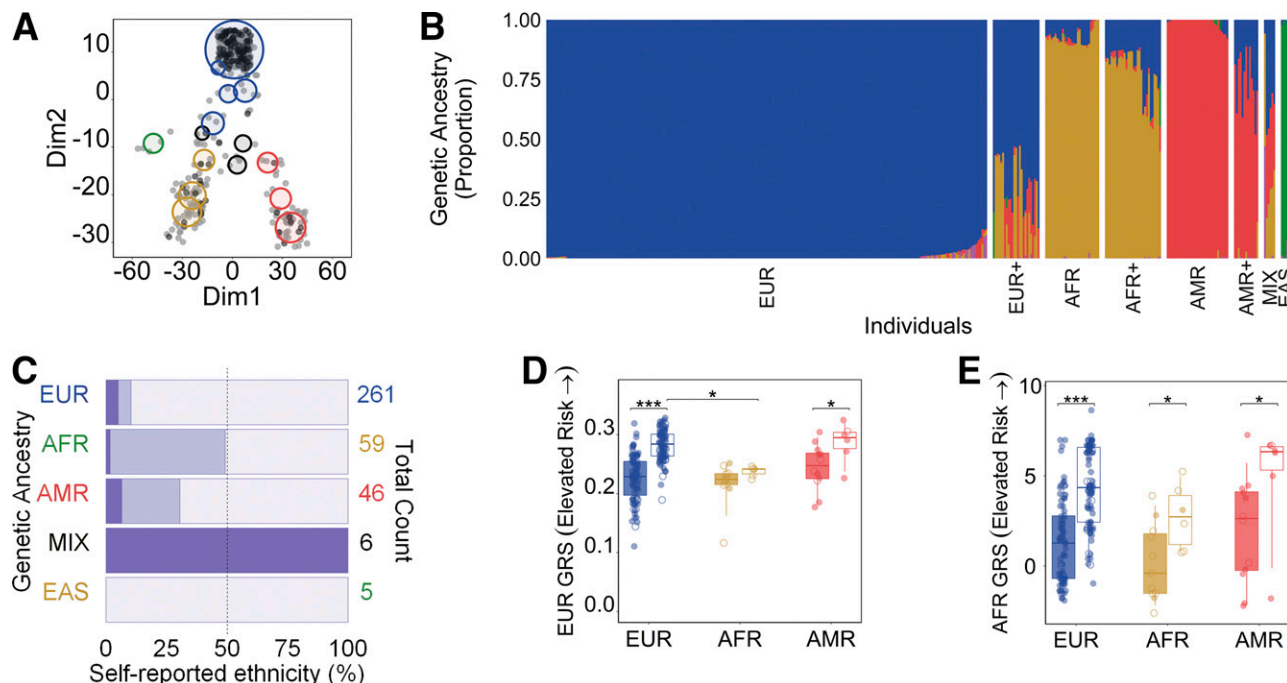 A
Dim2
10
0
-10
-20
-30
-60 -30 0 30 60
Dim1
B
Genetic Ancestry
(Proportion)
1.00
0.75
0.50
0.25
0.00
EUR EUR+ AFR AFR+ AMR AMR+ MIX EAS
Individuals
C
Genetic Ancestry
EUR 261
AFR 59
AMR 46
MIX 6
EAS 5
Total Count
0 25 50 75 100
Self-reported ethnicity (%)
D
EUR GRS (Elevated Risk →)
*** * *
0.3
0.2
0.1
0.0
EUR AFR AMR
E
AFR GRS (Elevated Risk →)
10
*** * *
5
0
EUR AFR AMR